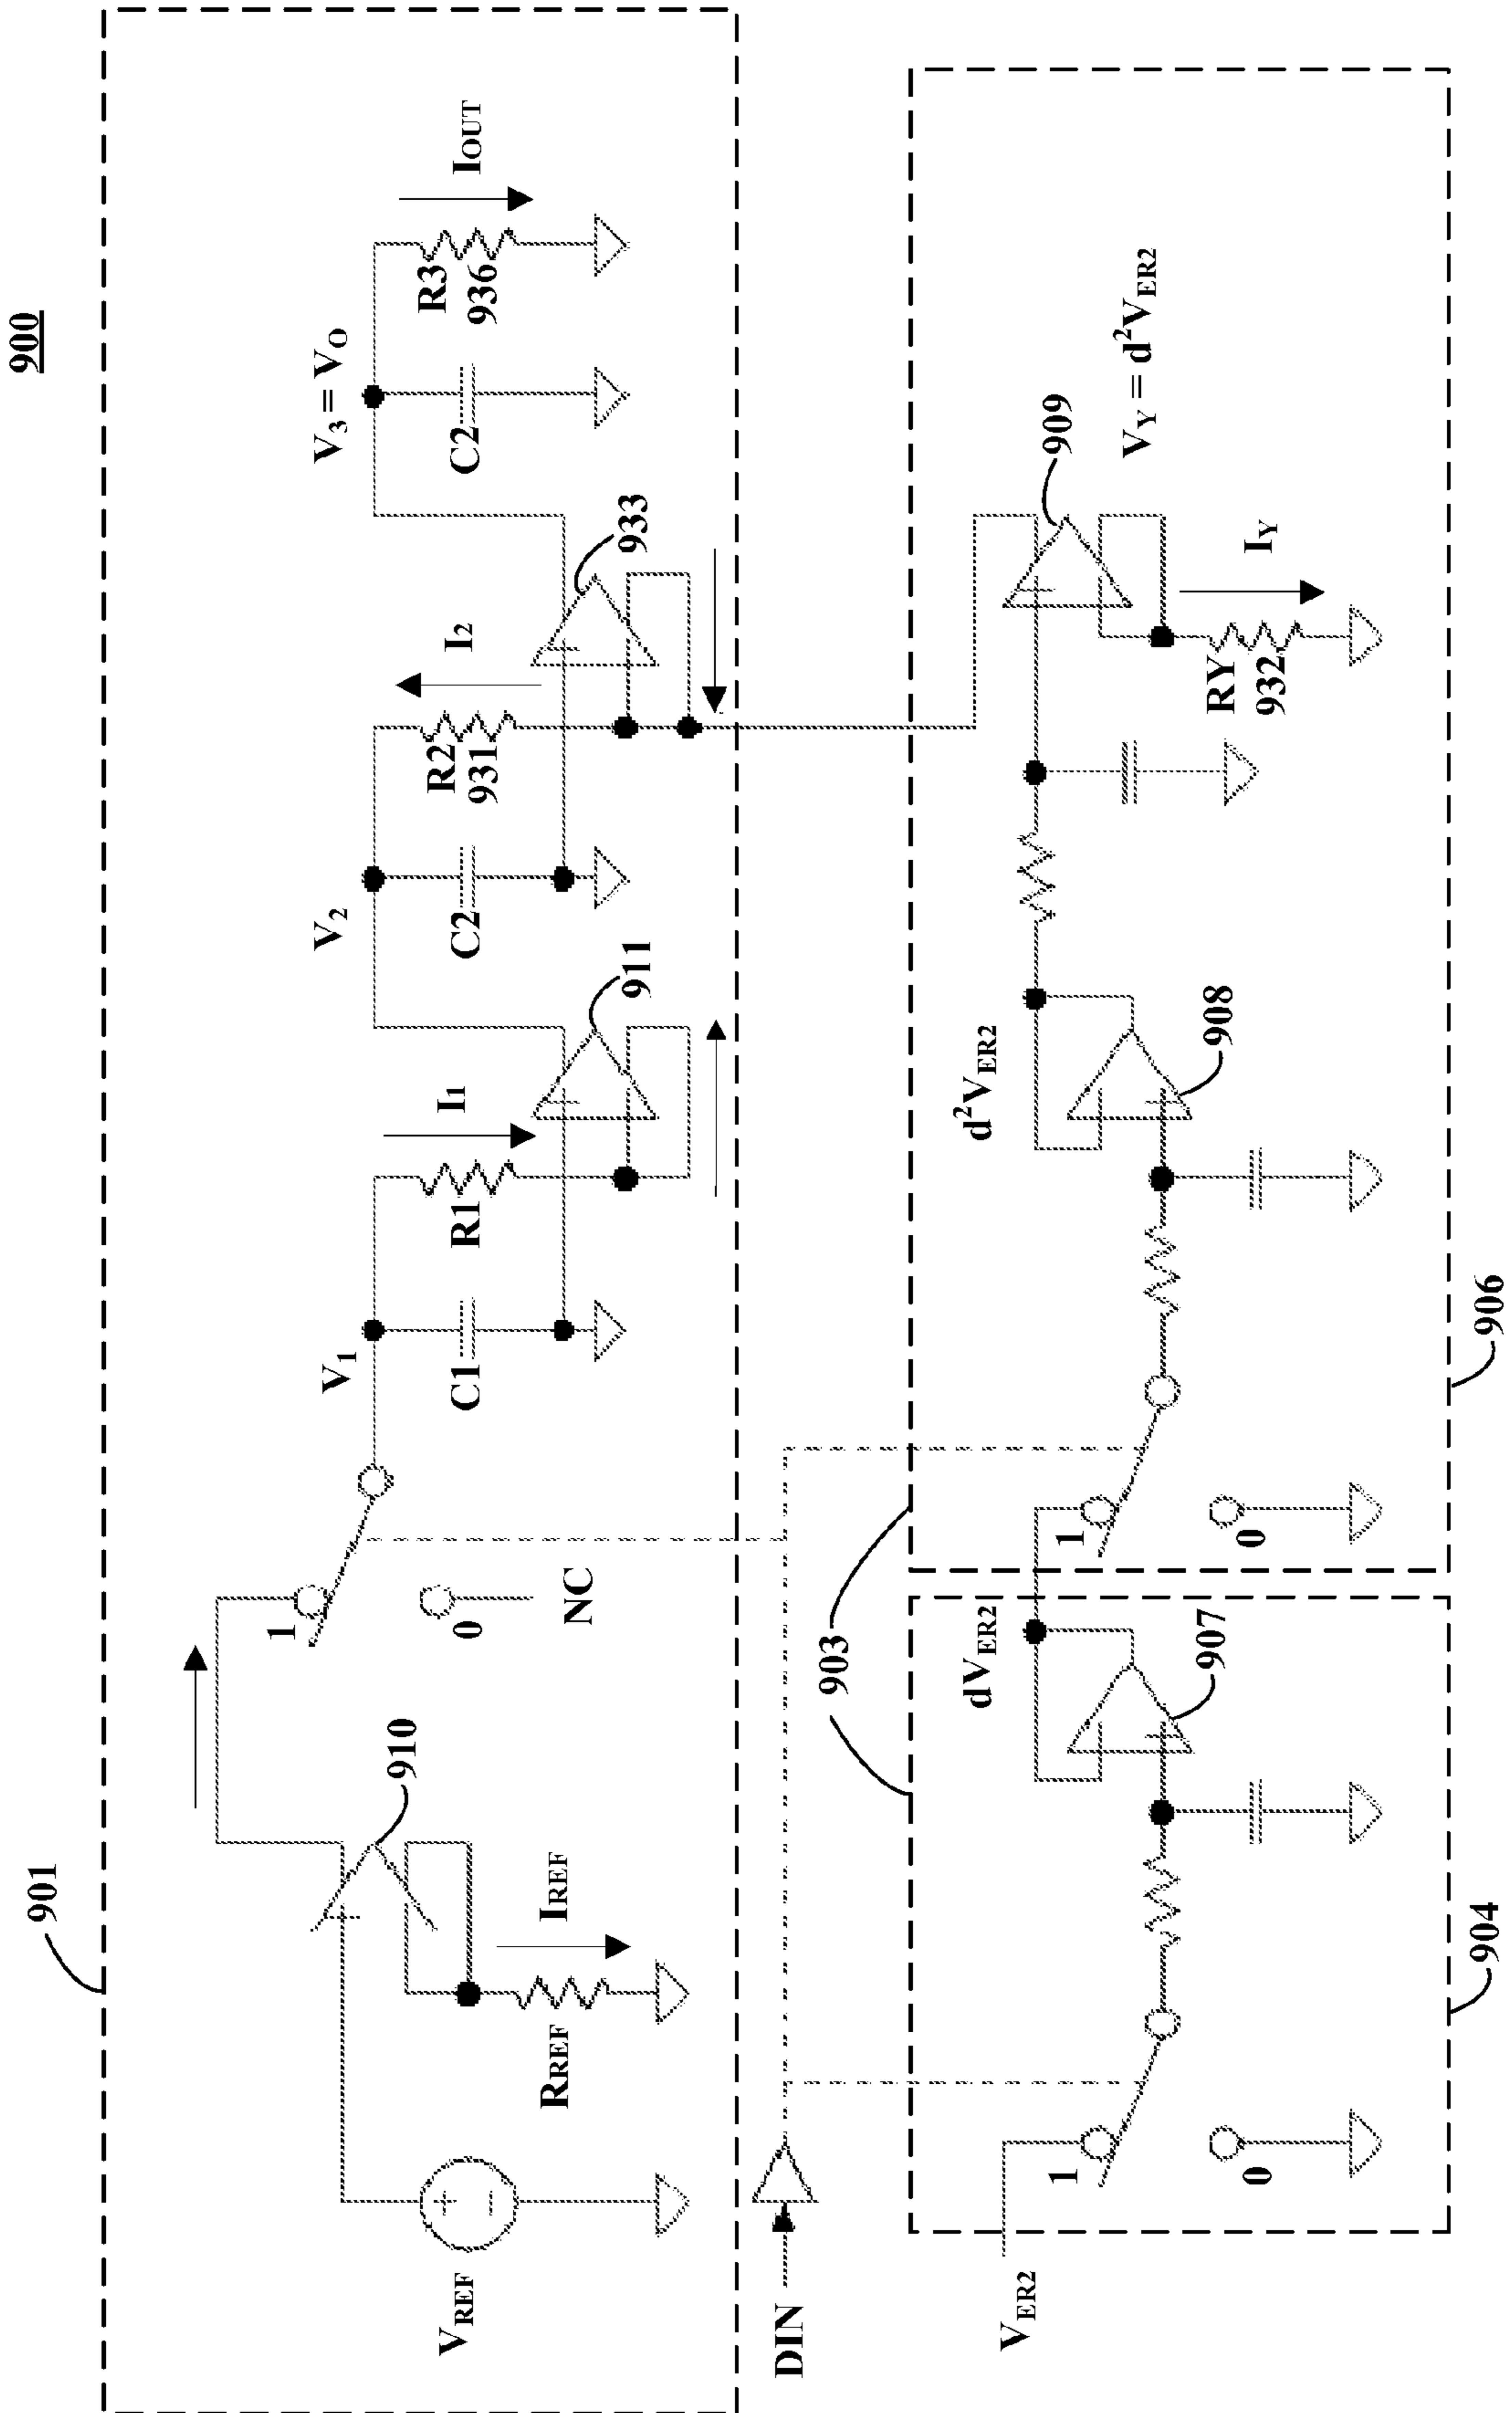 900
901
VREF
RREF
IREF
910
1
0
NC
V1
C1
R1
I1
911
V2
C2
R2
931
I2
933
V3 = VO
C2
R3
936
IOUT
DIN
VER2
1
0
904
907
dVER2
903
1
0
906
d²VER2
908
909
RY
932
IY
VY = d²VER2